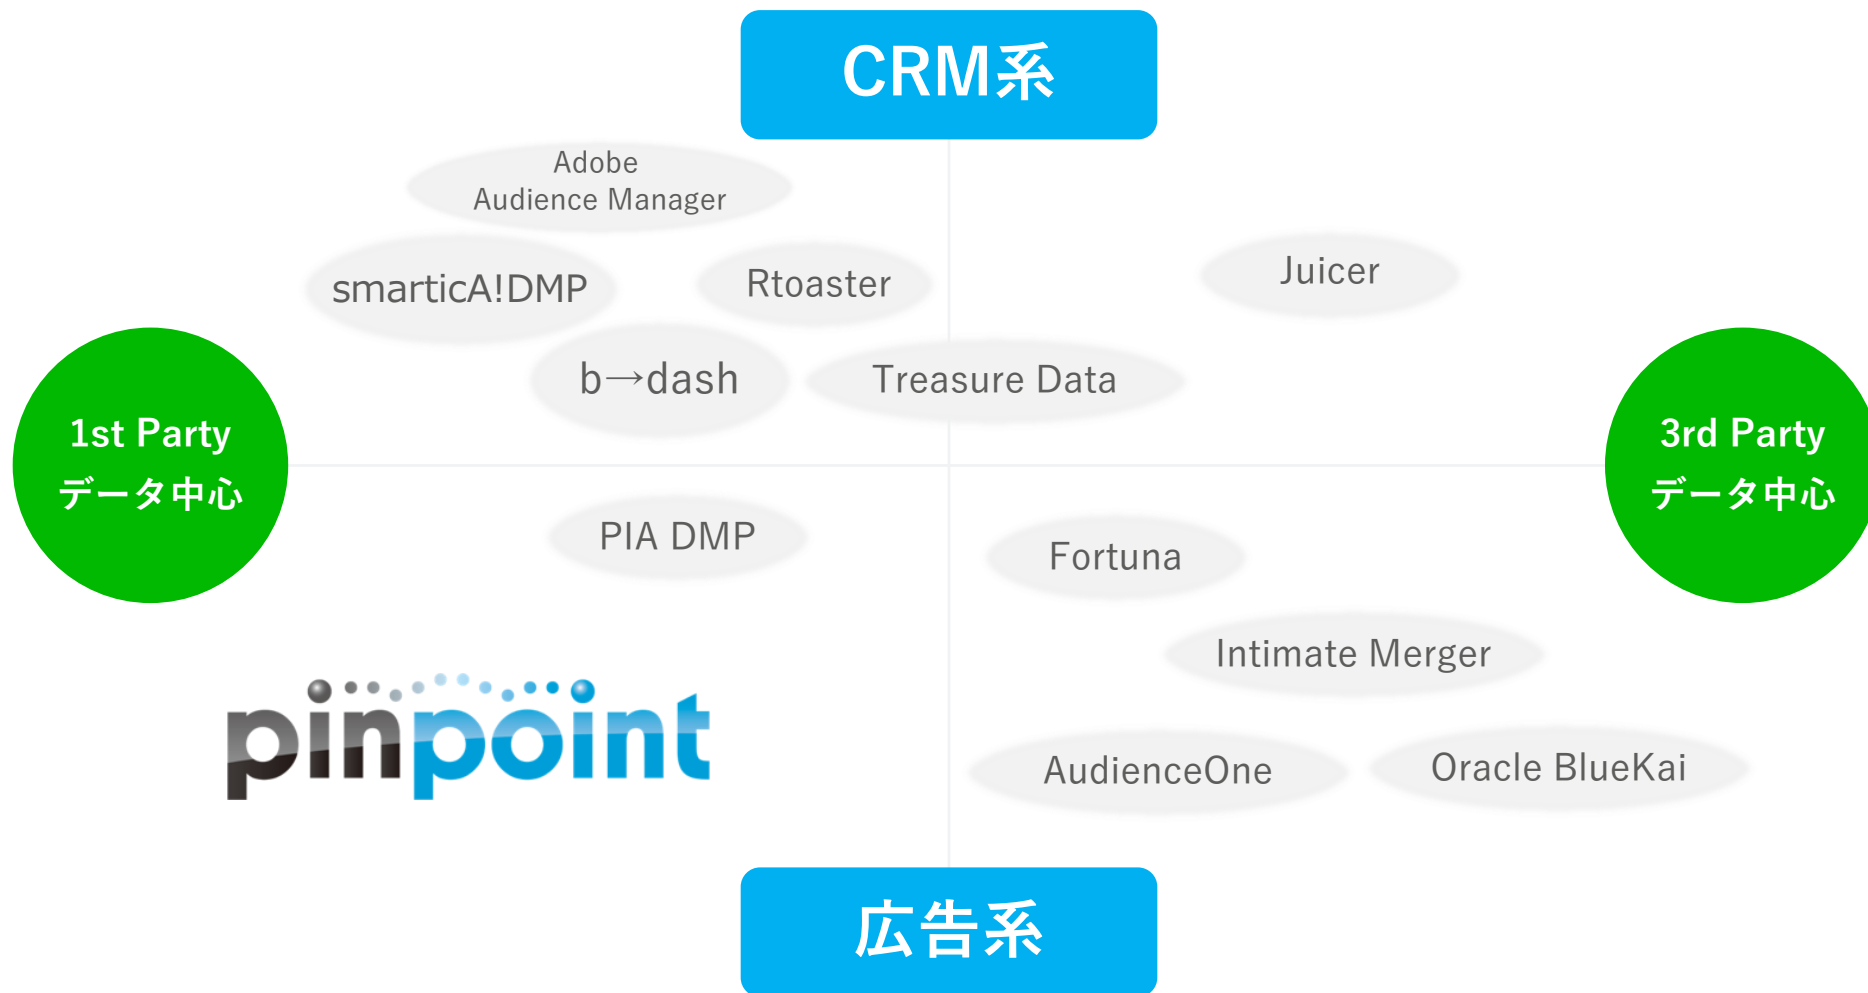 CRM系
Adobe
Audience Manager
smarticA!DMP
Rtoaster
Juicer
b→dash
Treasure Data
1st Party
データ中心
3rd Party
データ中心
PIA DMP
Fortuna
Intimate Merger
pinpoint
AudienceOne
Oracle BlueKai
広告系